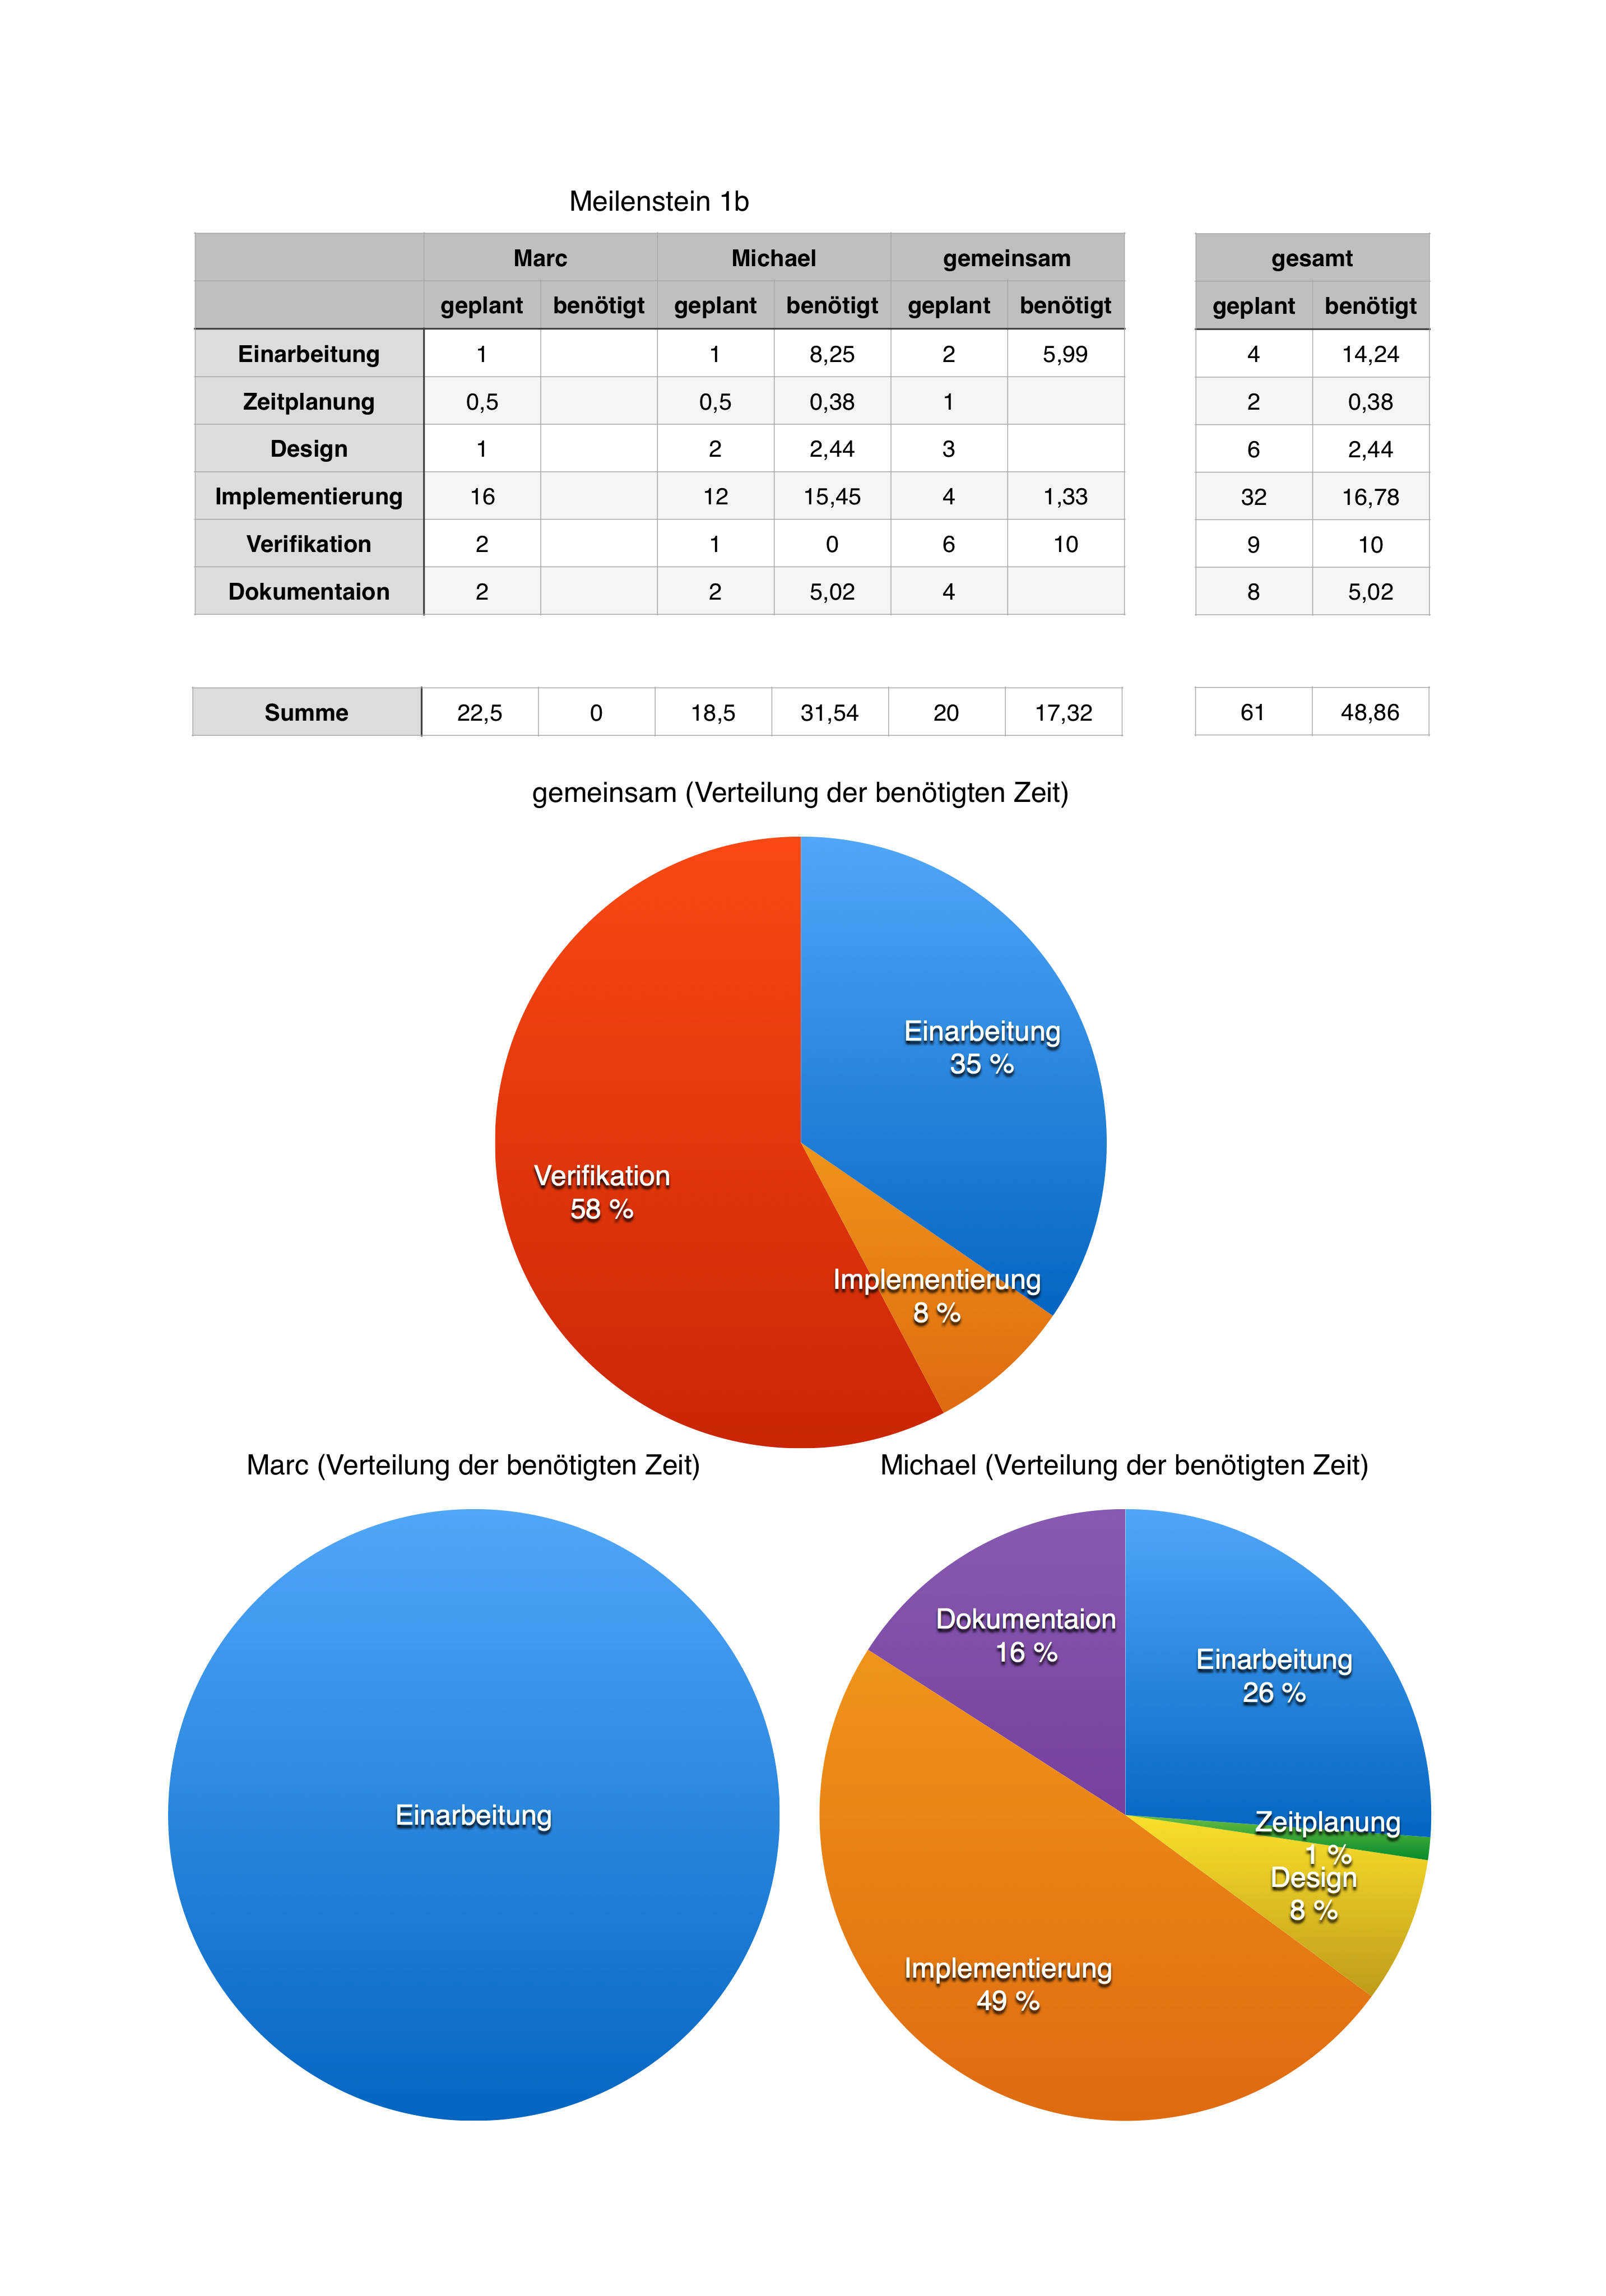 Meilenstein 1b
Marc Michael gemeinsam gesamt
geplant benötigt geplant benötigt geplant benötigt geplant benötigt
Einarbeitung 1 1 8,25 2 5,99 4 14,24
Zeitplanung 0,5 0,5 0,38 1 2 0,38
Design 1 2 2,44 3 6 2,44
Implementierung 16 12 15,45 4 1,33 32 16,78
Verifikation 2 1 0 6 10 9 10
Dokumentaion 2 2 5,02 4 8 5,02
Summe 22,5 0 18,5 31,54 20 17,32 61 48,86
gemeinsam (Verteilung der benötigten Zeit)
Einarbeitung
35 %
Verifikation
58 %
Implementierung
8 %
Marc (Verteilung der benötigten Zeit)
Einarbeitung
Michael (Verteilung der benötigten Zeit)
Dokumentaion
16 %
Einarbeitung
26 %
Zeitplanung
1 %
Design
8 %
Implementierung
49 %